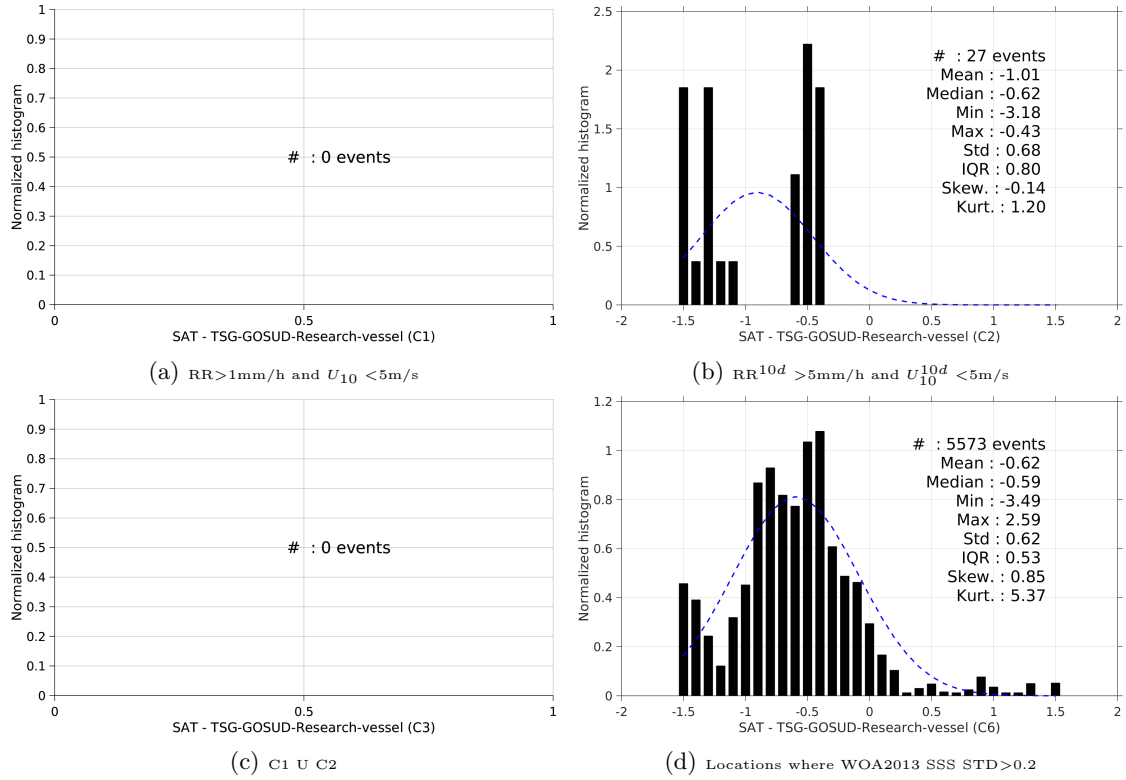 1
0.9
0.8
0.7
0.6
0.5
0.4
0.3
0.2
0.1
0
0
0.5
1
Normalized histogram
# : 0 events
SAT - TSG-GOSUD-Research-vessel (C1)
(a) RR>1mm/h and U10 <5m/s
2.5
2
1.5
1
0.5
0
-2
-1.5
-1
-0.5
0
0.5
1
1.5
2
Normalized histogram
# : 27 events
Mean : -1.01
Median : -0.62
Min : -3.18
Max : -0.43
Std : 0.68
IQR : 0.80
Skew. : -0.14
Kurt. : 1.20
SAT - TSG-GOSUD-Research-vessel (C2)
(b) RR^10d >5mm/h and U10^10d <5m/s
1
0.9
0.8
0.7
0.6
0.5
0.4
0.3
0.2
0.1
0
0
0.5
1
Normalized histogram
# : 0 events
SAT - TSG-GOSUD-Research-vessel (C3)
(c) C1 U C2
1.2
1
0.8
0.6
0.4
0.2
0
-2
-1.5
-1
-0.5
0
0.5
1
1.5
2
Normalized histogram
# : 5573 events
Mean : -0.62
Median : -0.59
Min : -3.49
Max : 2.59
Std : 0.62
IQR : 0.53
Skew. : 0.85
Kurt. : 5.37
SAT - TSG-GOSUD-Research-vessel (C6)
(d) Locations where WOA2013 SSS STD>0.2